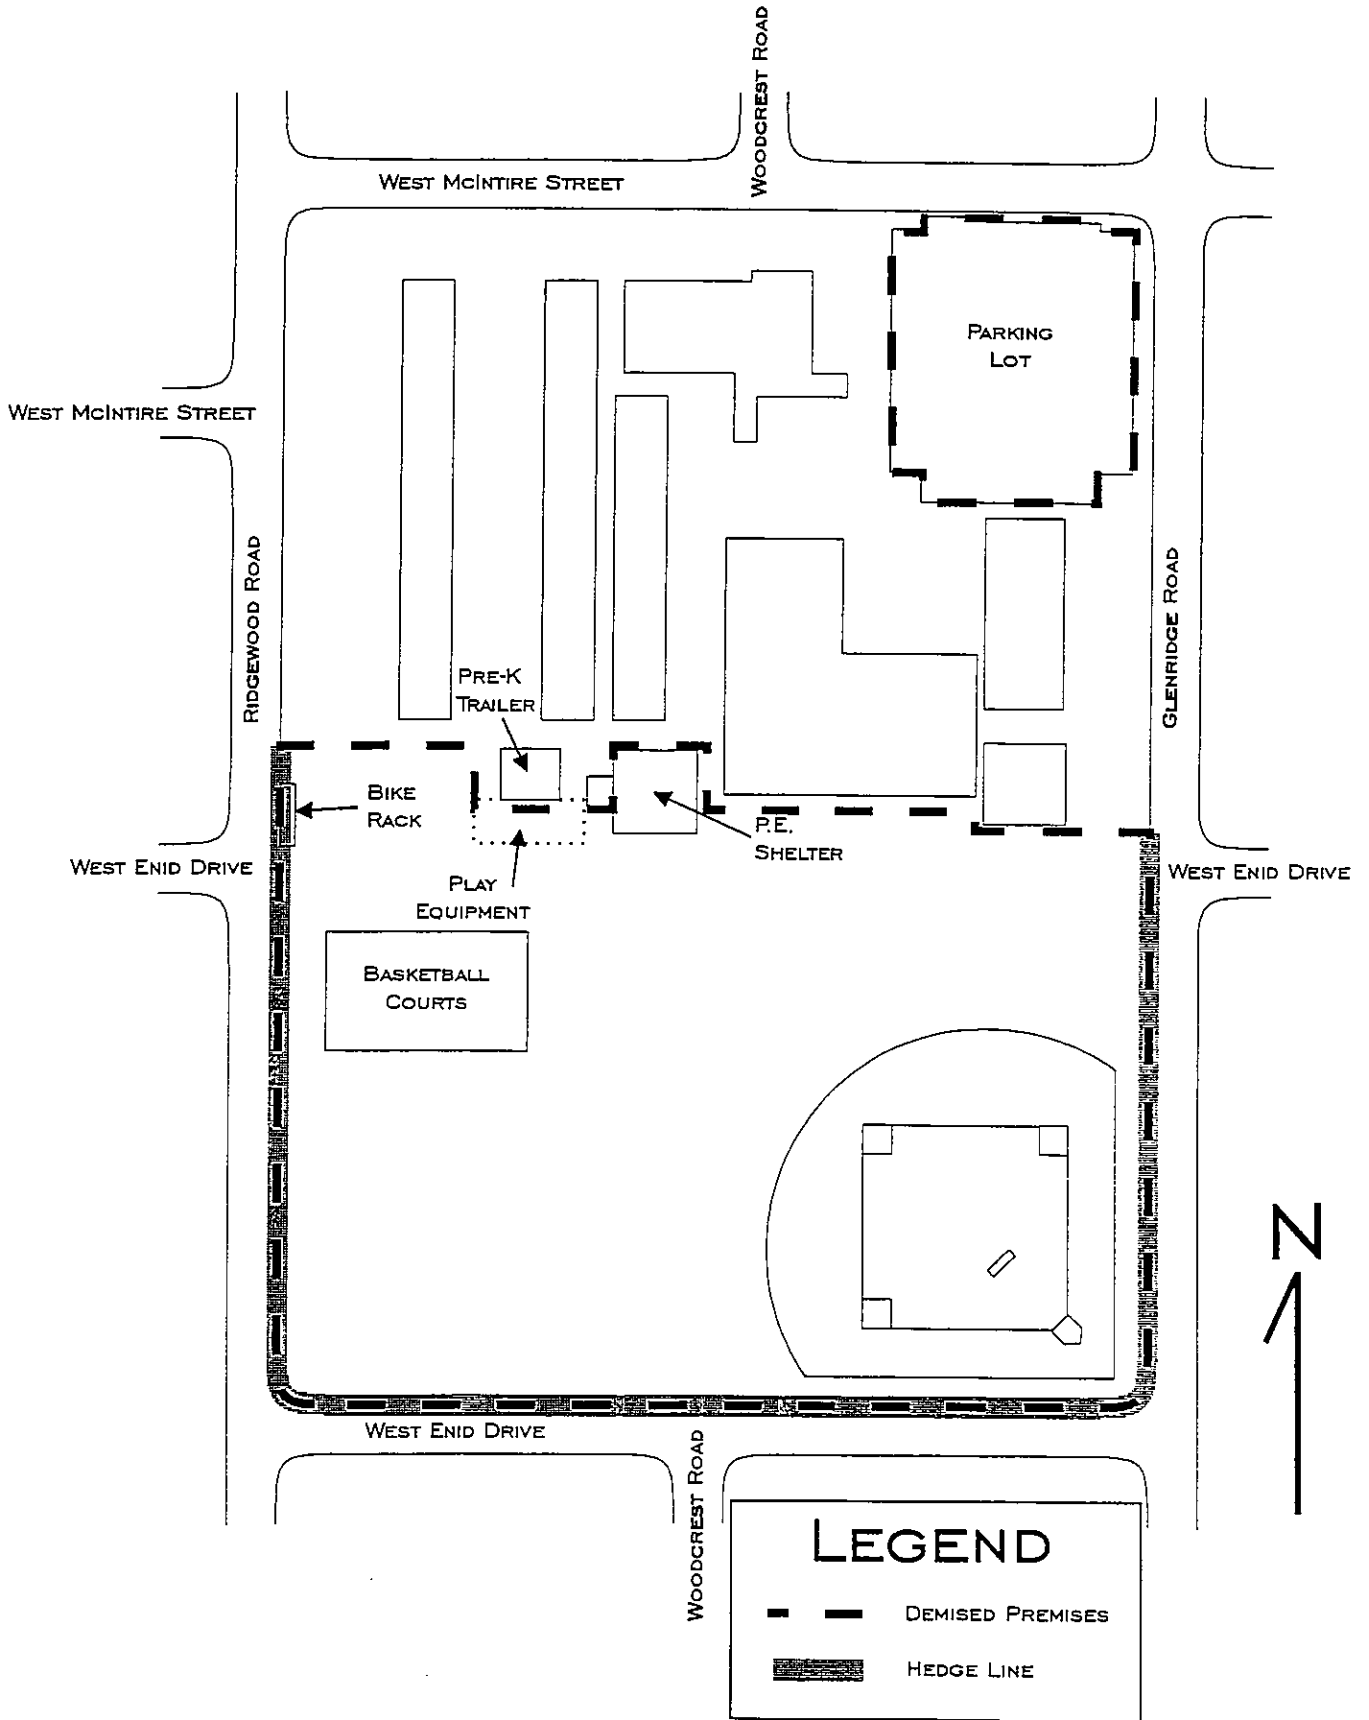 WOODCREST ROAD
WEST MCINTIRE STREET
PARKING
LOT
WEST MCINTIRE STREET
RIDGEWOOD ROAD
GLENRIDGE ROAD
PRE-K
TRAILER
BIKE
RACK
P.E.
SHELTER
WEST ENID DRIVE
WEST ENID DRIVE
PLAY
EQUIPMENT
BASKETBALL
COURTS
N
WEST ENID DRIVE
WOODCREST ROAD
LEGEND
DEMISED PREMISES
HEDGE LINE